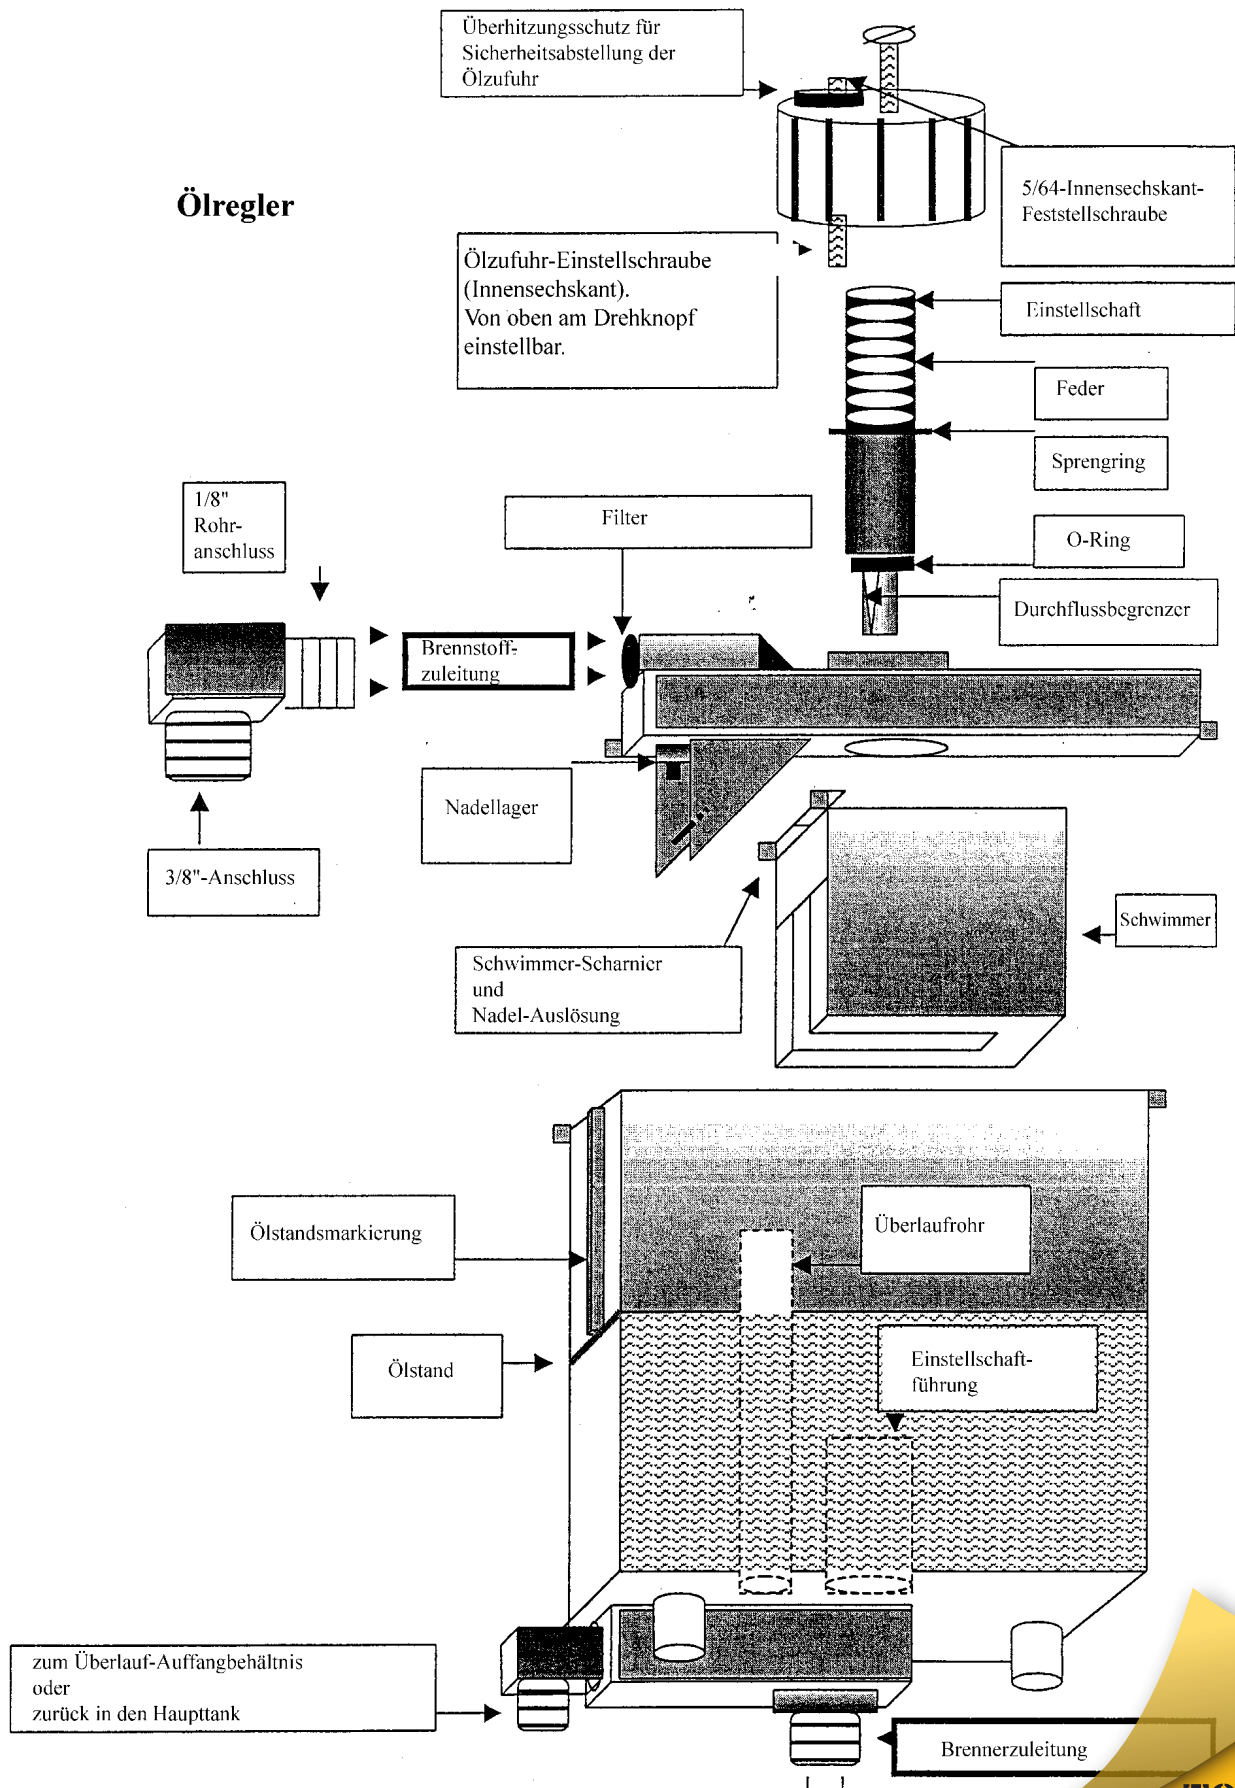 Überhitzungsschutz für
Sicherheitsabstellung der
Ölzufuhr
Ölregler
5/64-Innensechskant-
Feststellschraube
Ölzufuhr-Einstellschraube
(Innensechskant).
Von oben am Drehknopf
einstellbar.
Einstellschaft
Feder
Sprengring
1/8"
Rohr-
anschluss
Filter
O-Ring
Durchflussbegrenzer
Brennstoff-
zuleitung
Nadellager
3/8"-Anschluss
Schwimmer
Schwimmer-Scharnier
und
Nadel-Auslösung
Überlaufrohr
Ölstandsmarkierung
Einstellschaft-
führung
Ölstand
zum Überlauf-Auffangbehältnis
oder
zurück in den Haupttank
Brennerzuleitung